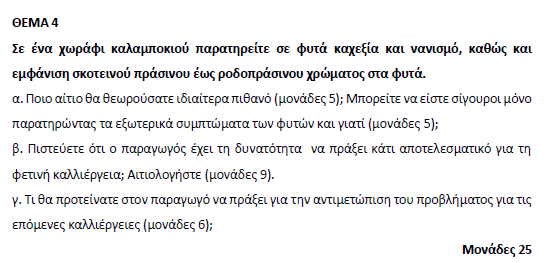 ΘΕΜΑ 4
Σε ένα χωράφι καλαμποκιού παρατηρείτε σε φυτά καχεξία και νανισμό, καθώς και
εμφάνιση σκοτεινού πράσινου έως ροδοπράσινου χρώματος στα φυτά.
α. Ποιο αίτιο θα θεωρούσατε ιδιαίτερα πιθανό (μονάδες 5); Μπορείτε να είστε σίγουροι μόνο
παρατηρώντας τα εξωτερικά συμπτώματα των φυτών και γιατί (μονάδες 5);
β. Πιστεύετε ότι ο παραγωγός έχει τη δυνατότητα να πράξει κάτι αποτελεσματικό για τη
φετινή καλλιέργεια; Αιτιολογήστε (μονάδες 9).
γ. Τι θα προτείνατε στον παραγωγό να πράξει για την αντιμετώπιση του προβλήματος για τις
επόμενες καλλιέργειες (μονάδες 6);
Μονάδες 25